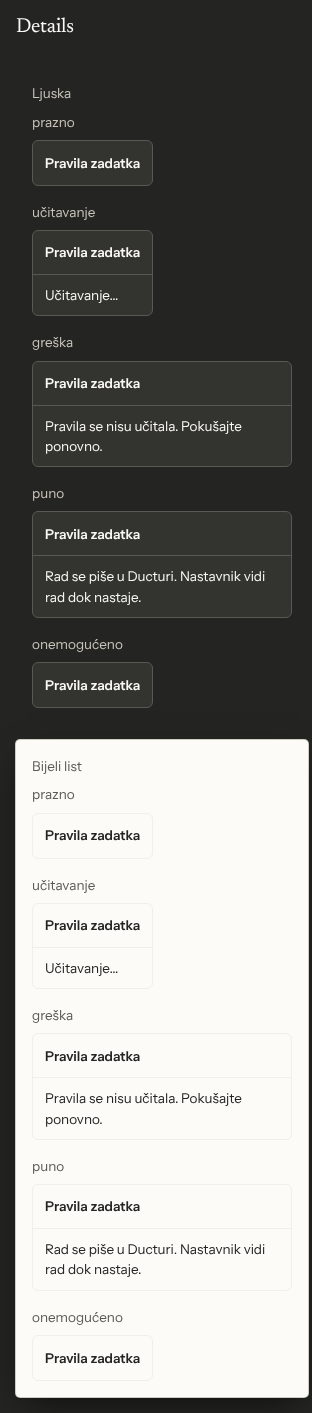 Details
Ljuska
prazno
Pravila zadatka
učitavanje
Pravila zadatka
Učitavanje…
greška
Pravila zadatka
Pravila se nisu učitala. Pokušajte
ponovno.
puno
Pravila zadatka
Rad se piše u Ducturi. Nastavnik vidi
rad dok nastaje.
onemogućeno
Pravila zadatka
Bijeli list
prazno
Pravila zadatka
učitavanje
Pravila zadatka
Učitavanje…
greška
Pravila zadatka
Pravila se nisu učitala. Pokušajte
ponovno.
puno
Pravila zadatka
Rad se piše u Ducturi. Nastavnik vidi
rad dok nastaje.
onemogućeno
Pravila zadatka